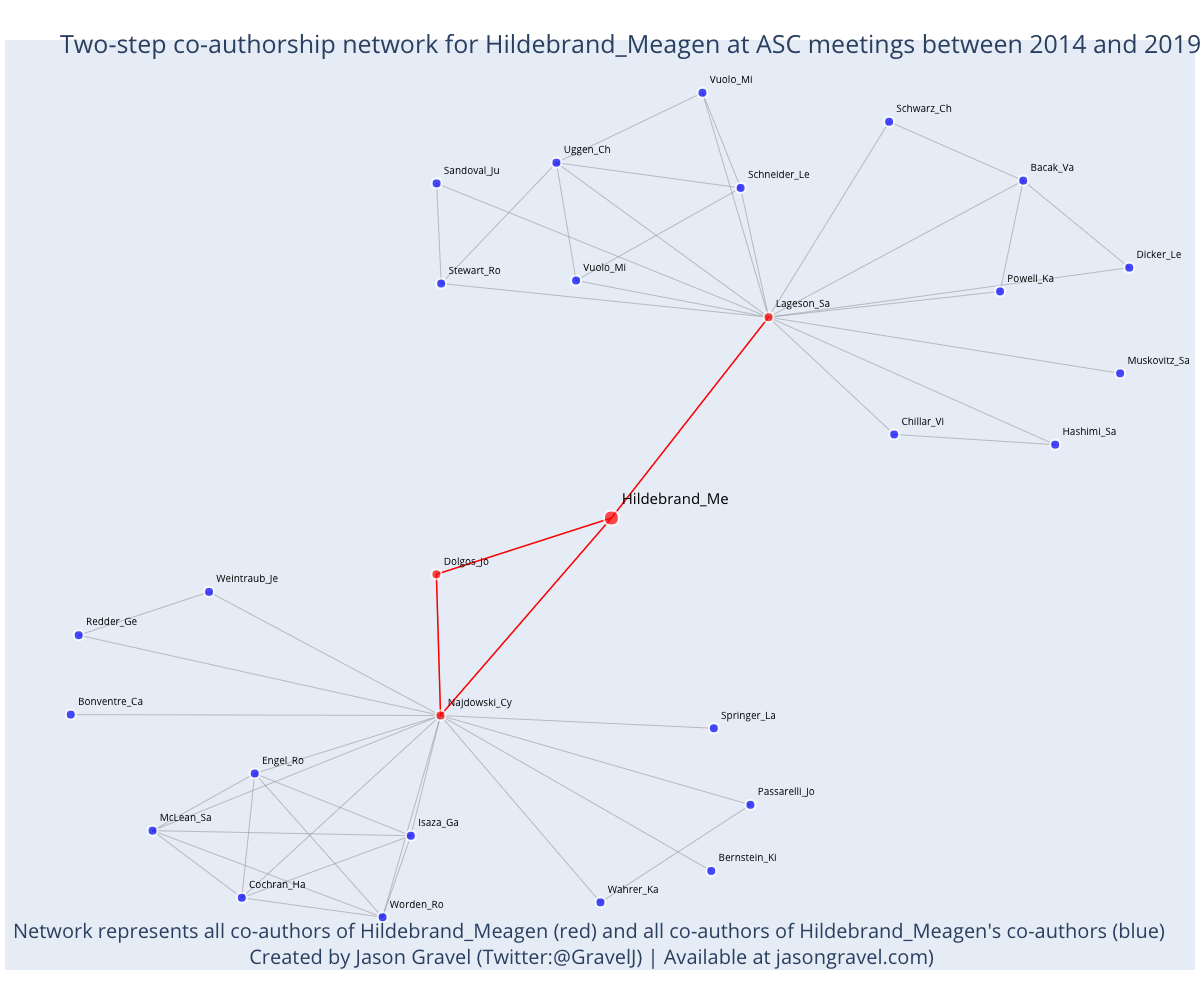 Two-step co-authorship network for Hildebrand_Meagen at ASC meetings between 2014 and 2019
Vuolo_Mi
Schwarz_Ch
Uggen_Ch
Sandoval_Ju
Schneider_Le
Bacak_Va
Dicker_Le
Stewart_Ro
Vuolo_Mi
Powell_Ka
Lageson_Sa
Muskovitz_Sa
Chillar_Vi
Hashimi_Sa
Hildebrand_Me
Dolgos_Jo
Weintraub_Je
Redder_Ge
Bonventre_Ca
Najdowski_Cy
Springer_La
Engel_Ro
Passarelli_Jo
McLean_Sa
Isaza_Ga
Bernstein_Ki
Cochran_Ha
Wahrer_Ka
Worden_Ro
Network represents all co-authors of Hildebrand_Meagen (red) and all co-authors of Hildebrand_Meagen's co-authors (blue)
Created by Jason Gravel (Twitter:@GravelJ) | Available at jasongravel.com)